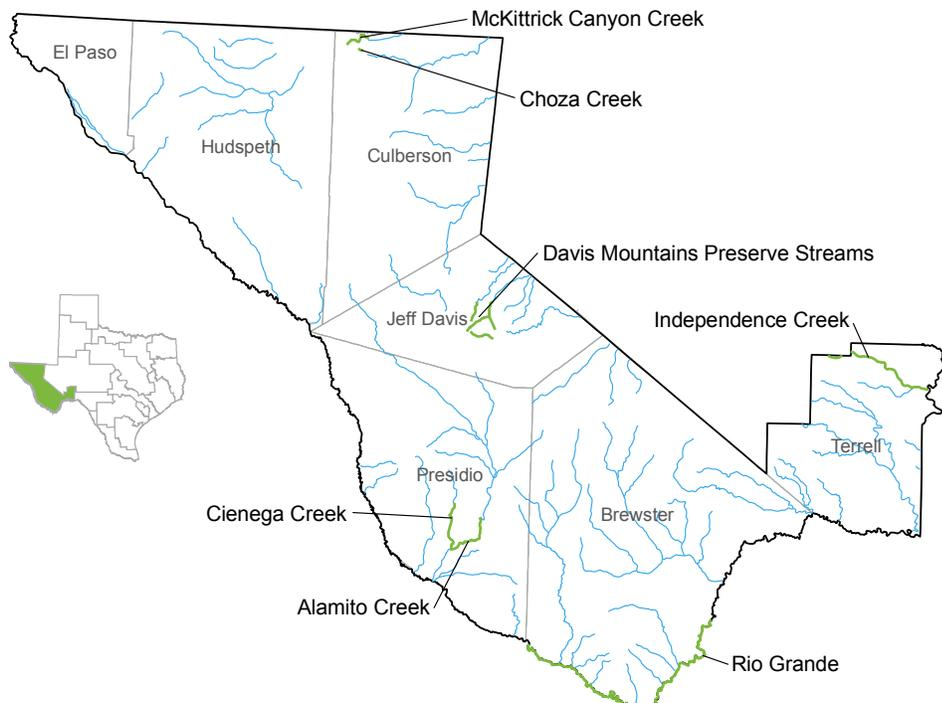 McKittrick Canyon Creek
El Paso
Choza Creek
Hudspeth
Culberson
Davis Mountains Preserve Streams
Jeff Davis
Independence Creek
Terrell
Presidio
Cienega Creek
Brewster
Alamito Creek
Rio Grande